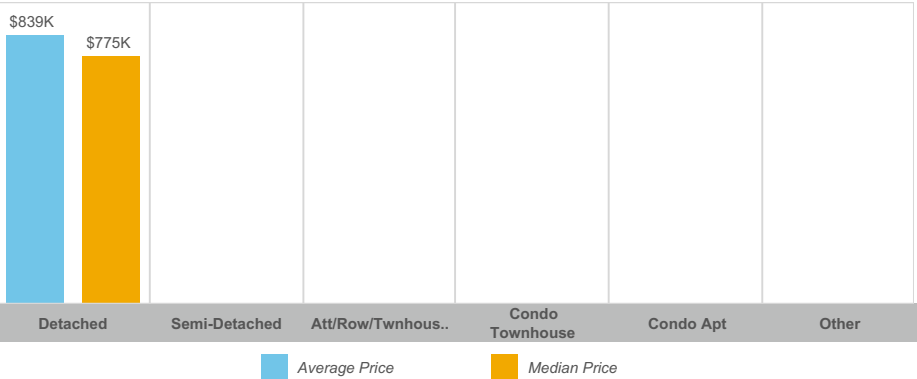 $839K
$775K
Detached
Semi-Detached
Att/Row/Twnhous..
Condo
Townhouse
Condo Apt
Other
Average Price
Median Price